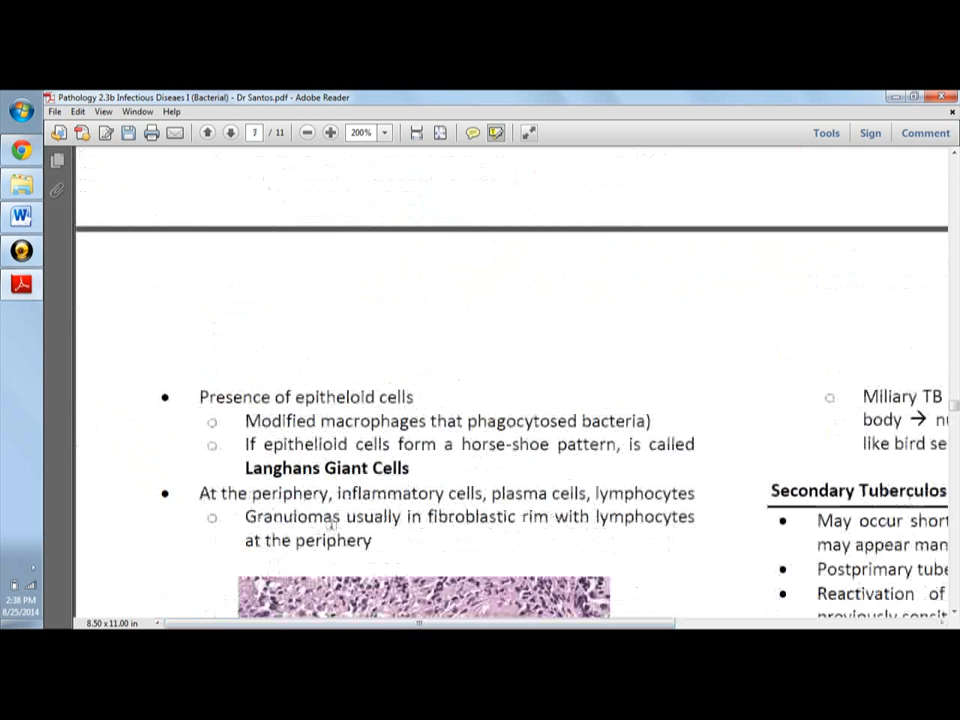 Pathology 2.3b Infectious Diseaes I (Bacterial) - Dr Santos.pdf - Adobe Reader
File Edit View Window Help
7 / 11 200% Tools Sign Comment
Presence of epitheloid cells
Modified macrophages that phagocytosed bacteria)
If epithelioid cells form a horse-shoe pattern, is called
Langhans Giant Cells
At the periphery, inflammatory cells, plasma cells, lymphocytes
Granulomas usually in fibroblastic rim with lymphocytes
at the periphery
Miliary TB
body → nu
like bird se
Secondary Tuberculos
May occur short
may appear man
Postprimary tube
Reactivation of
previously consit
8.50 x 11.00 in
2:38 PM
8/25/2014